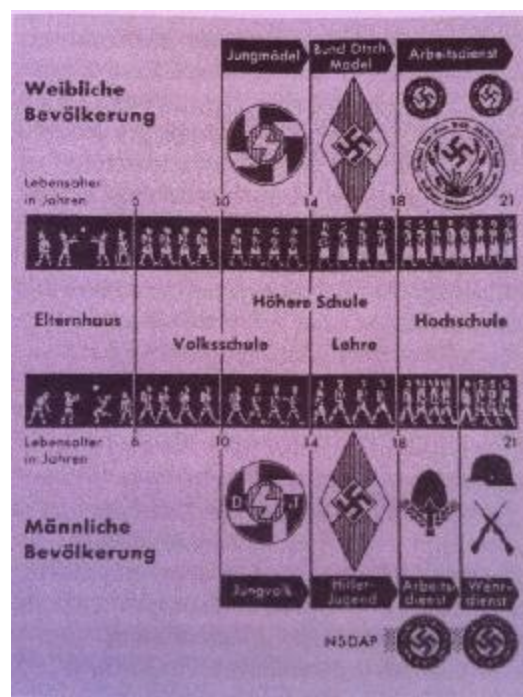 Jungmädel
Bund Dtsch.
Mädel
Arbeitsdienst
Weibliche
Bevölkerung
Lebensalter
in Jahren
6
10
14
18
21
Elternhaus
Volksschule
Höhere Schule
Lehre
Hochschule
Lebensalter
in Jahren
6
10
14
18
21
D
J
Männliche
Bevölkerung
Jungvolk
Hitler-
Jugend
Arbeits-
dienst
Wehr-
dienst
NSDAP